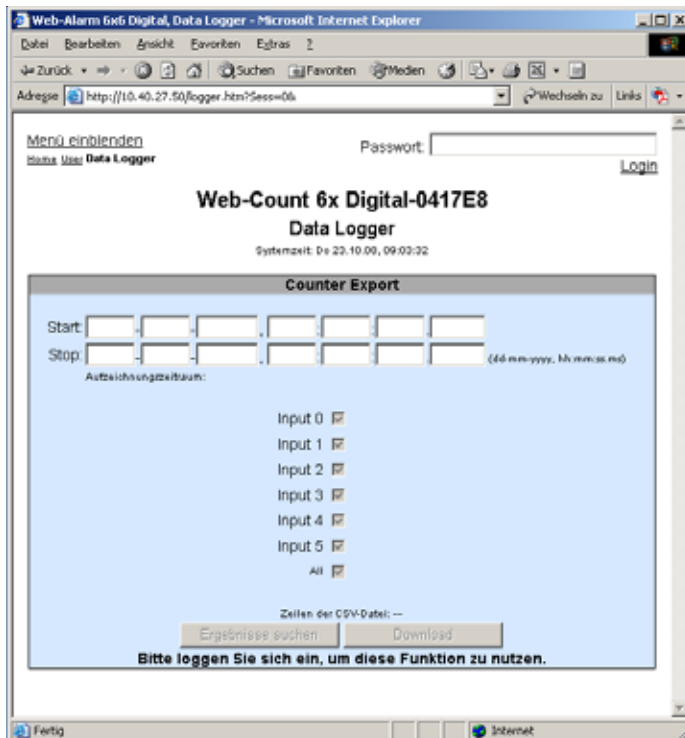 Web-Alarm 6x6 Digital, Data Logger - Microsoft Internet Explorer
Datei Bearbeiten Ansicht Favoriten Extras ?
Zurück Suchen Favoriten Medien
Adresse http://10.40.27.50/logger.htm?Sess=0& Wechseln zu Links
Menü einblenden
Passwort:
Home User Data Logger
Login
Web-Count 6x Digital-0417E8
Data Logger
Systemzeit: Do 23.10.08, 09:03:32
Counter Export
Start: - - , : : .
Stop: - - , : : . (dd-mm-yyyy, hh:mm:ss.ms)
Aufzeichnungszeitraum:
Input 0
Input 1
Input 2
Input 3
Input 4
Input 5
All
Zeilen der CSV-Datei: ---
Ergebnisse suchen Download
Bitte loggen Sie sich ein, um diese Funktion zu nutzen.
Fertig Internet